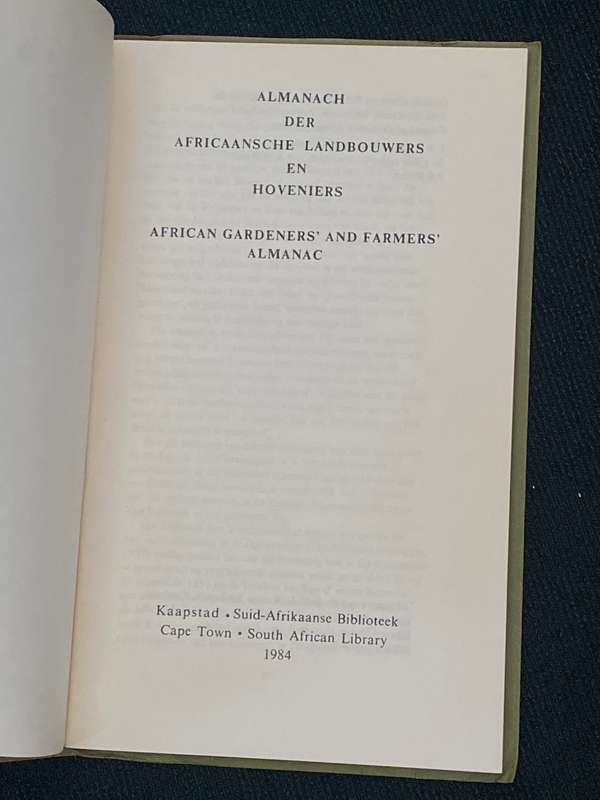 ALMANACH
DER
AFRICAANSCHE LANDBOUWERS
EN
HOVENIERS
AFRICAN GARDENERS' AND FARMERS'
ALMANAC
Kaapstad • Suid-Afrikaanse Biblioteek
Cape Town • South African Library
1984